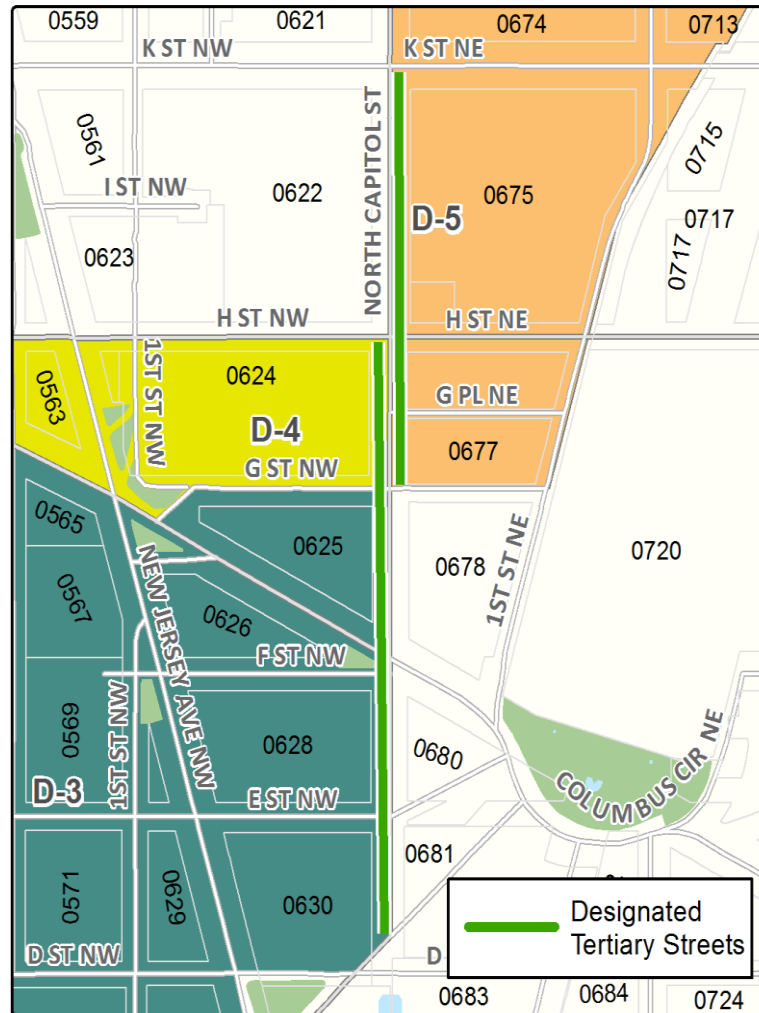 0559
0621
0674
0713
K ST NW
K ST NE
0561
0715
NORTH CAPITOL ST
I ST NW
0622
0675
D-5
0717
0623
0717
H ST NW
H ST NE
1ST ST NW
0624
0563
G PL NE
D-4
0677
G ST NW
0565
0625
0678
0720
1ST ST NE
0567
NEW JERSEY AVE NW
0626
F ST NW
0569
1ST ST NW
0628
0680
COLUMBUS CIR NE
D-3
E ST NW
0681
0571
0629
0630
Designated
Tertiary Streets
D ST NW
D
0683
0684
0724